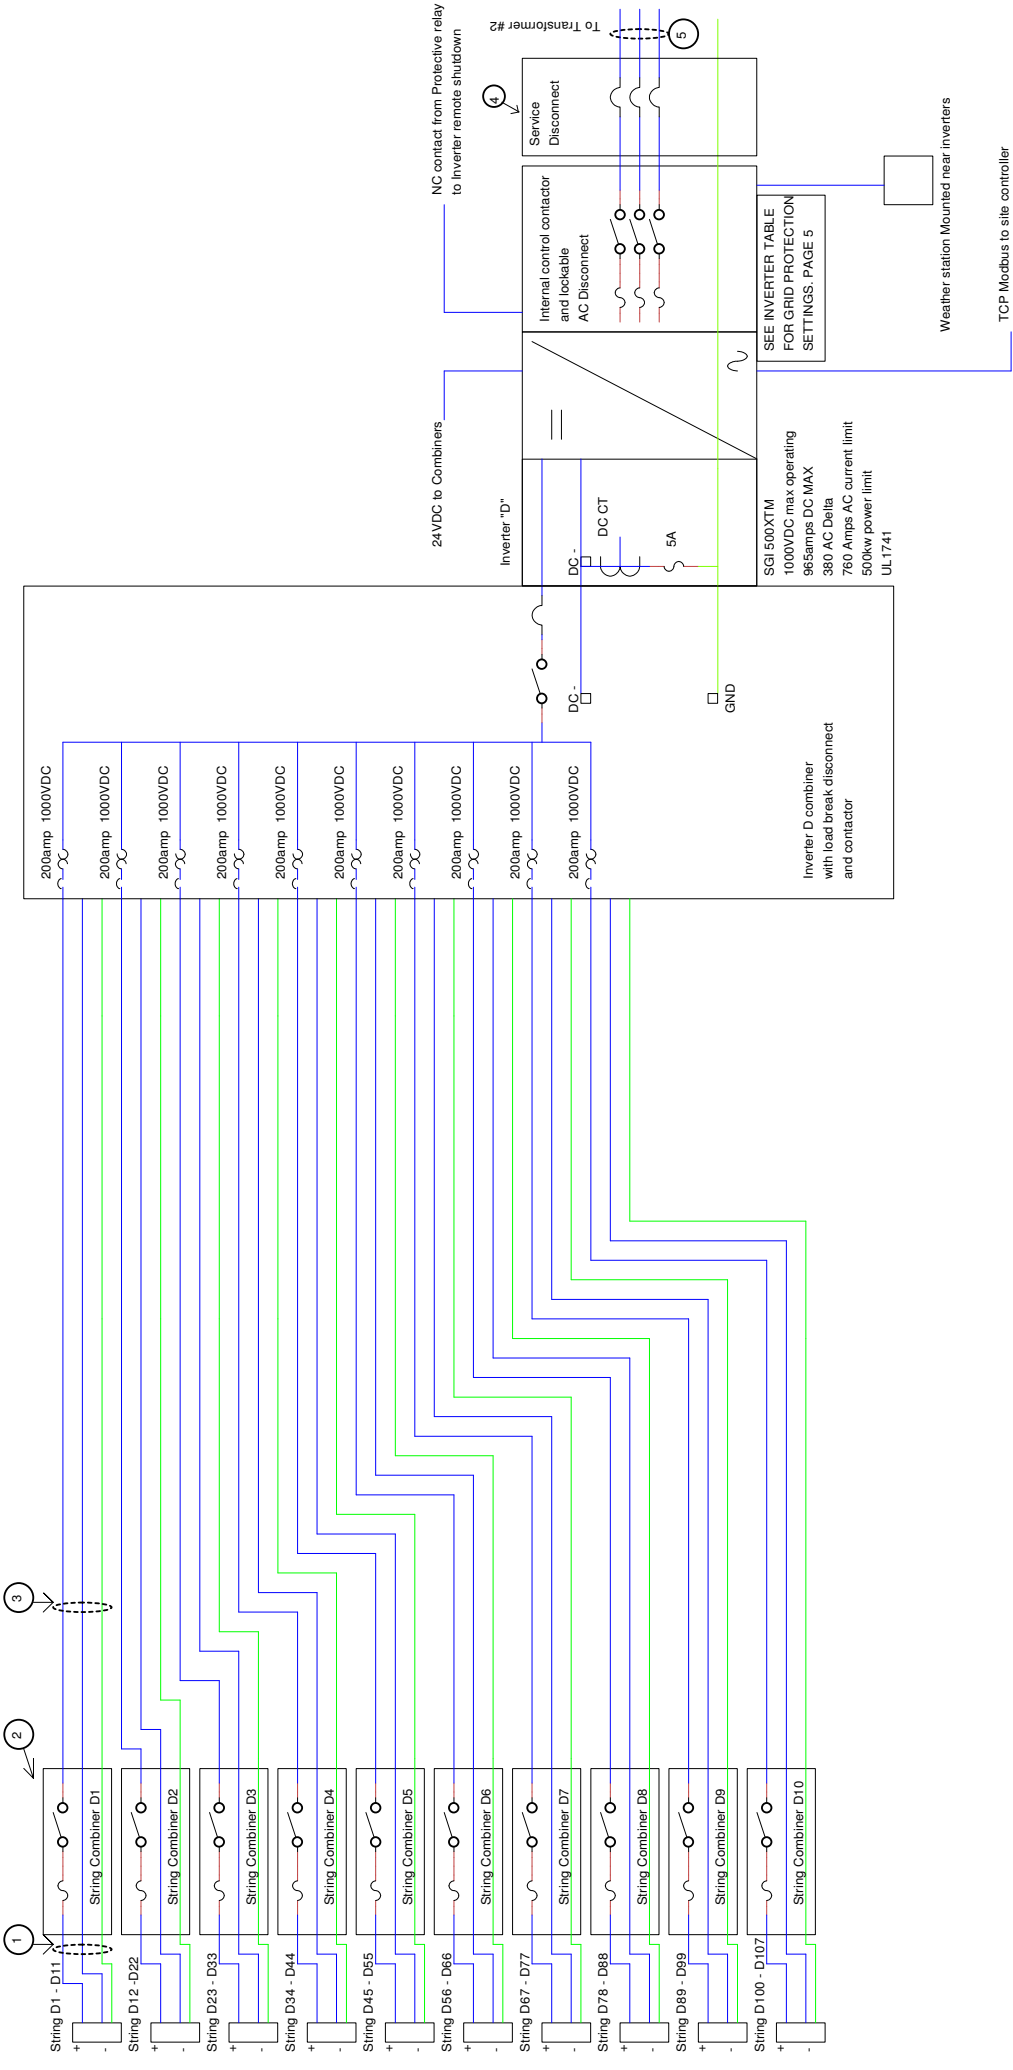 1
2
3
String D1 - D11
+
-
String Combiner D1
String D12 -D22
+
-
String Combiner D2
String D23 - D33
+
-
String Combiner D3
String D34 - D44
+
-
String Combiner D4
String D45 - D55
+
-
String Combiner D5
String D56 - D66
+
-
String Combiner D6
String D67 - D77
+
-
String Combiner D7
String D78 - D88
+
-
String Combiner D8
String D89 - D99
+
-
String Combiner D9
String D100 - D107
+
-
String Combiner D10
200amp 1000VDC
200amp 1000VDC
200amp 1000VDC
200amp 1000VDC
200amp 1000VDC
200amp 1000VDC
200amp 1000VDC
200amp 1000VDC
200amp 1000VDC
200amp 1000VDC
Inverter D combiner
with load break disconnect
and contactor
DC -
GND
24VDC to Combiners
Inverter "D"
DC -
DC CT
5A
SGI 500XTM
1000VDC max operating
965amps DC MAX
380 AC Delta
760 Amps AC current limit
500kw power limit
UL1741
NC contact from Protective relay
to Inverter remote shutdown
Internal control contactor
and lockable
AC Disconnect
SEE INVERTER TABLE
FOR GRID PROTECTION
SETTINGS. PAGE 5
4
Service
Disconnect
To Transformer #2
5
Weather station Mounted near inverters
TCP Modbus to site controller